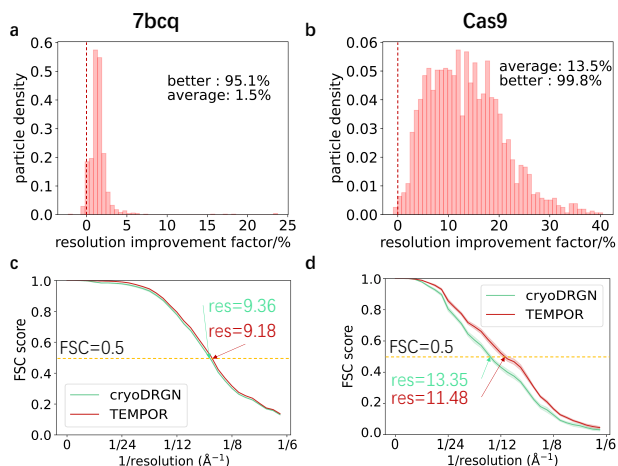 7bcq
Cas9
a
particle density
0.6
0.5
0.4
0.3
0.2
0.1
0.0
better : 95.1%
average: 1.5%
0 5 10 15 20 25
resolution improvement factor/%
b
particle density
0.06
0.05
0.04
0.03
0.02
0.01
0.00
average: 13.5%
better: 99.8%
0 10 20 30 40
resolution improvement factor/%
c
FSC score
1.0
0.8
0.6
0.4
0.2
0.0
res=9.36
res=9.18
FSC=0.5
cryoDRGN
TEMPOR
0 1/24 1/12 1/8 1/6
1/resolution (Å⁻¹)
d
FSC score
1.0
0.8
0.6
0.4
0.2
0.0
cryoDRGN
TEMPOR
FSC=0.5
res=13.35
res=11.48
0 1/24 1/12 1/8 1/6
1/resolution (Å⁻¹)